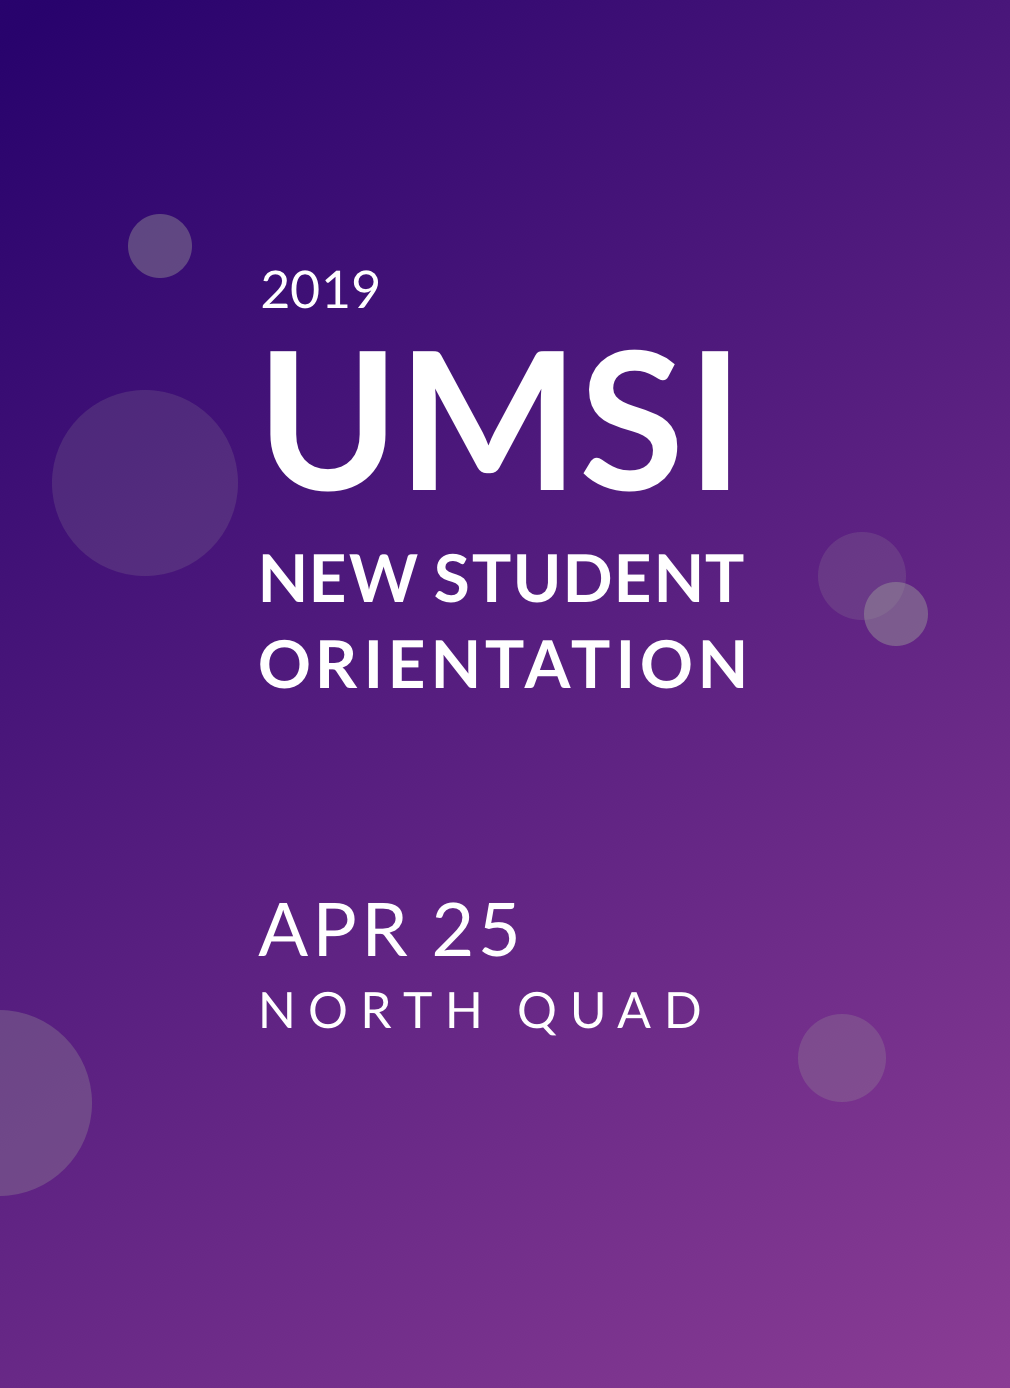 2019
UMSI
NEW STUDENT
ORIENTATION
APR 25
NORTH QUAD